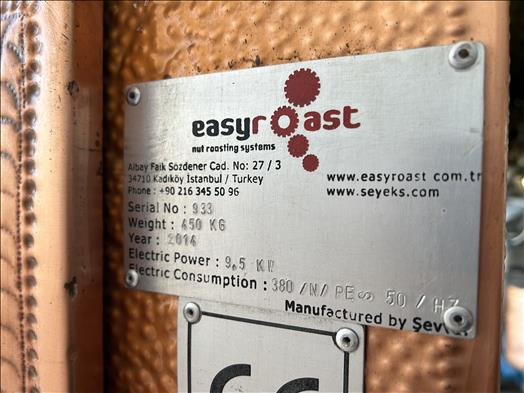 easyroast
nut roasting systems
Albay Faik Sözdener Cad. No: 27 / 3
34710 Kadıköy İstanbul / Turkey
Phone : +90 216 345 50 96
www.easyroast.com.tr
www.seyeks.com
Serial No : 933
Weight : 450 KG
Year : 2014
Electric Power : 9,5 KW
Electric Consumption : 380 /N/ PE∾ 50 / HZ
Manufactured by
CE